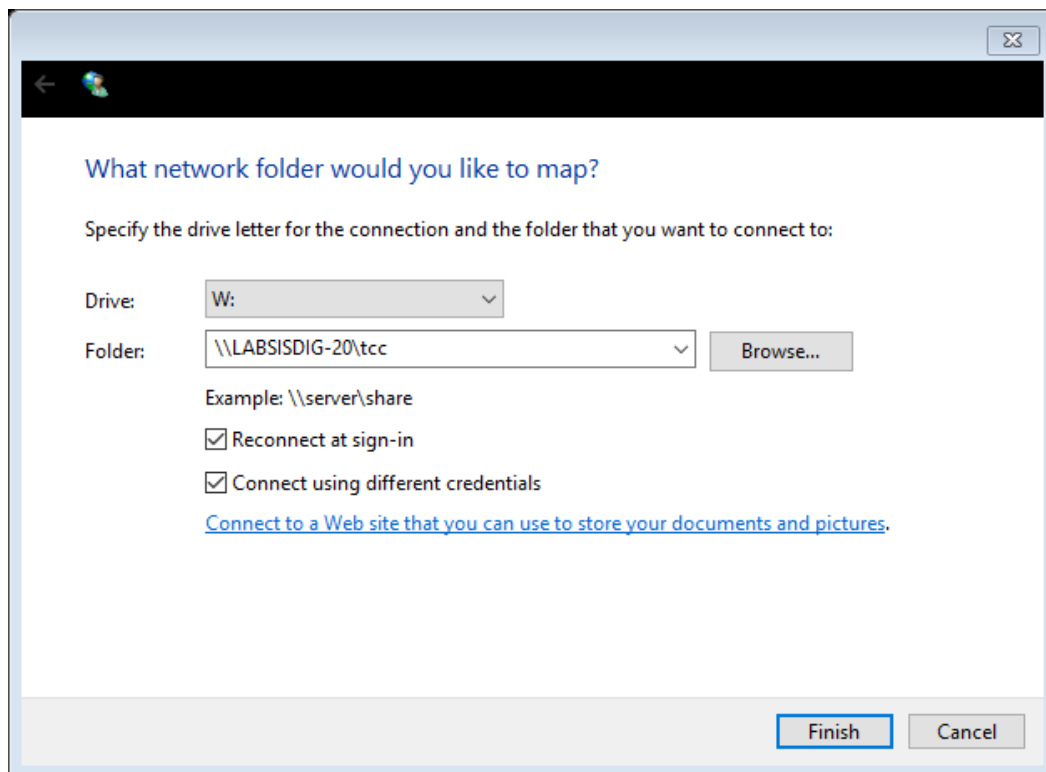 What network folder would you like to map?
Specify the drive letter for the connection and the folder that you want to connect to:
Drive: W:
Folder: \\LABSISDIG-20\tcc Browse...
Example: \\server\share
Reconnect at sign-in
Connect using different credentials
Connect to a Web site that you can use to store your documents and pictures.
Finish Cancel